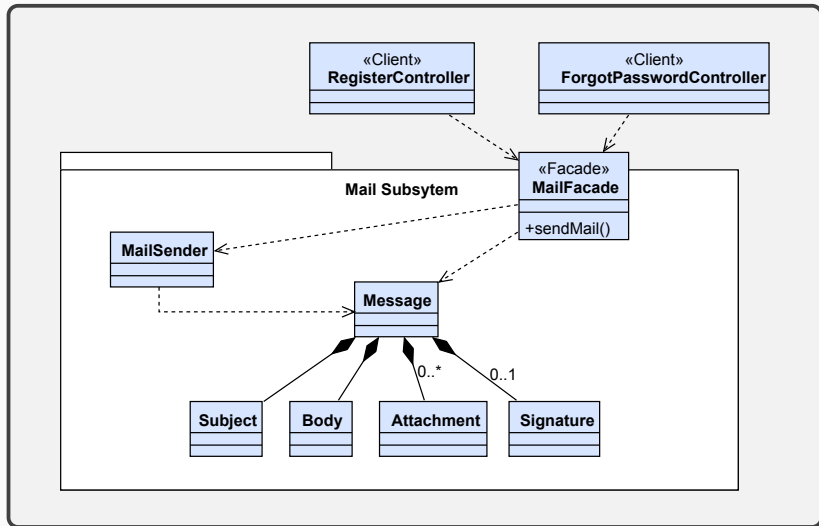 «Client»
RegisterController
«Client»
ForgotPasswordController
«Facade»
MailFacade
+sendMail()
Mail Subsytem
MailSender
Message
0..*
0..1
Subject
Body
Attachment
Signature